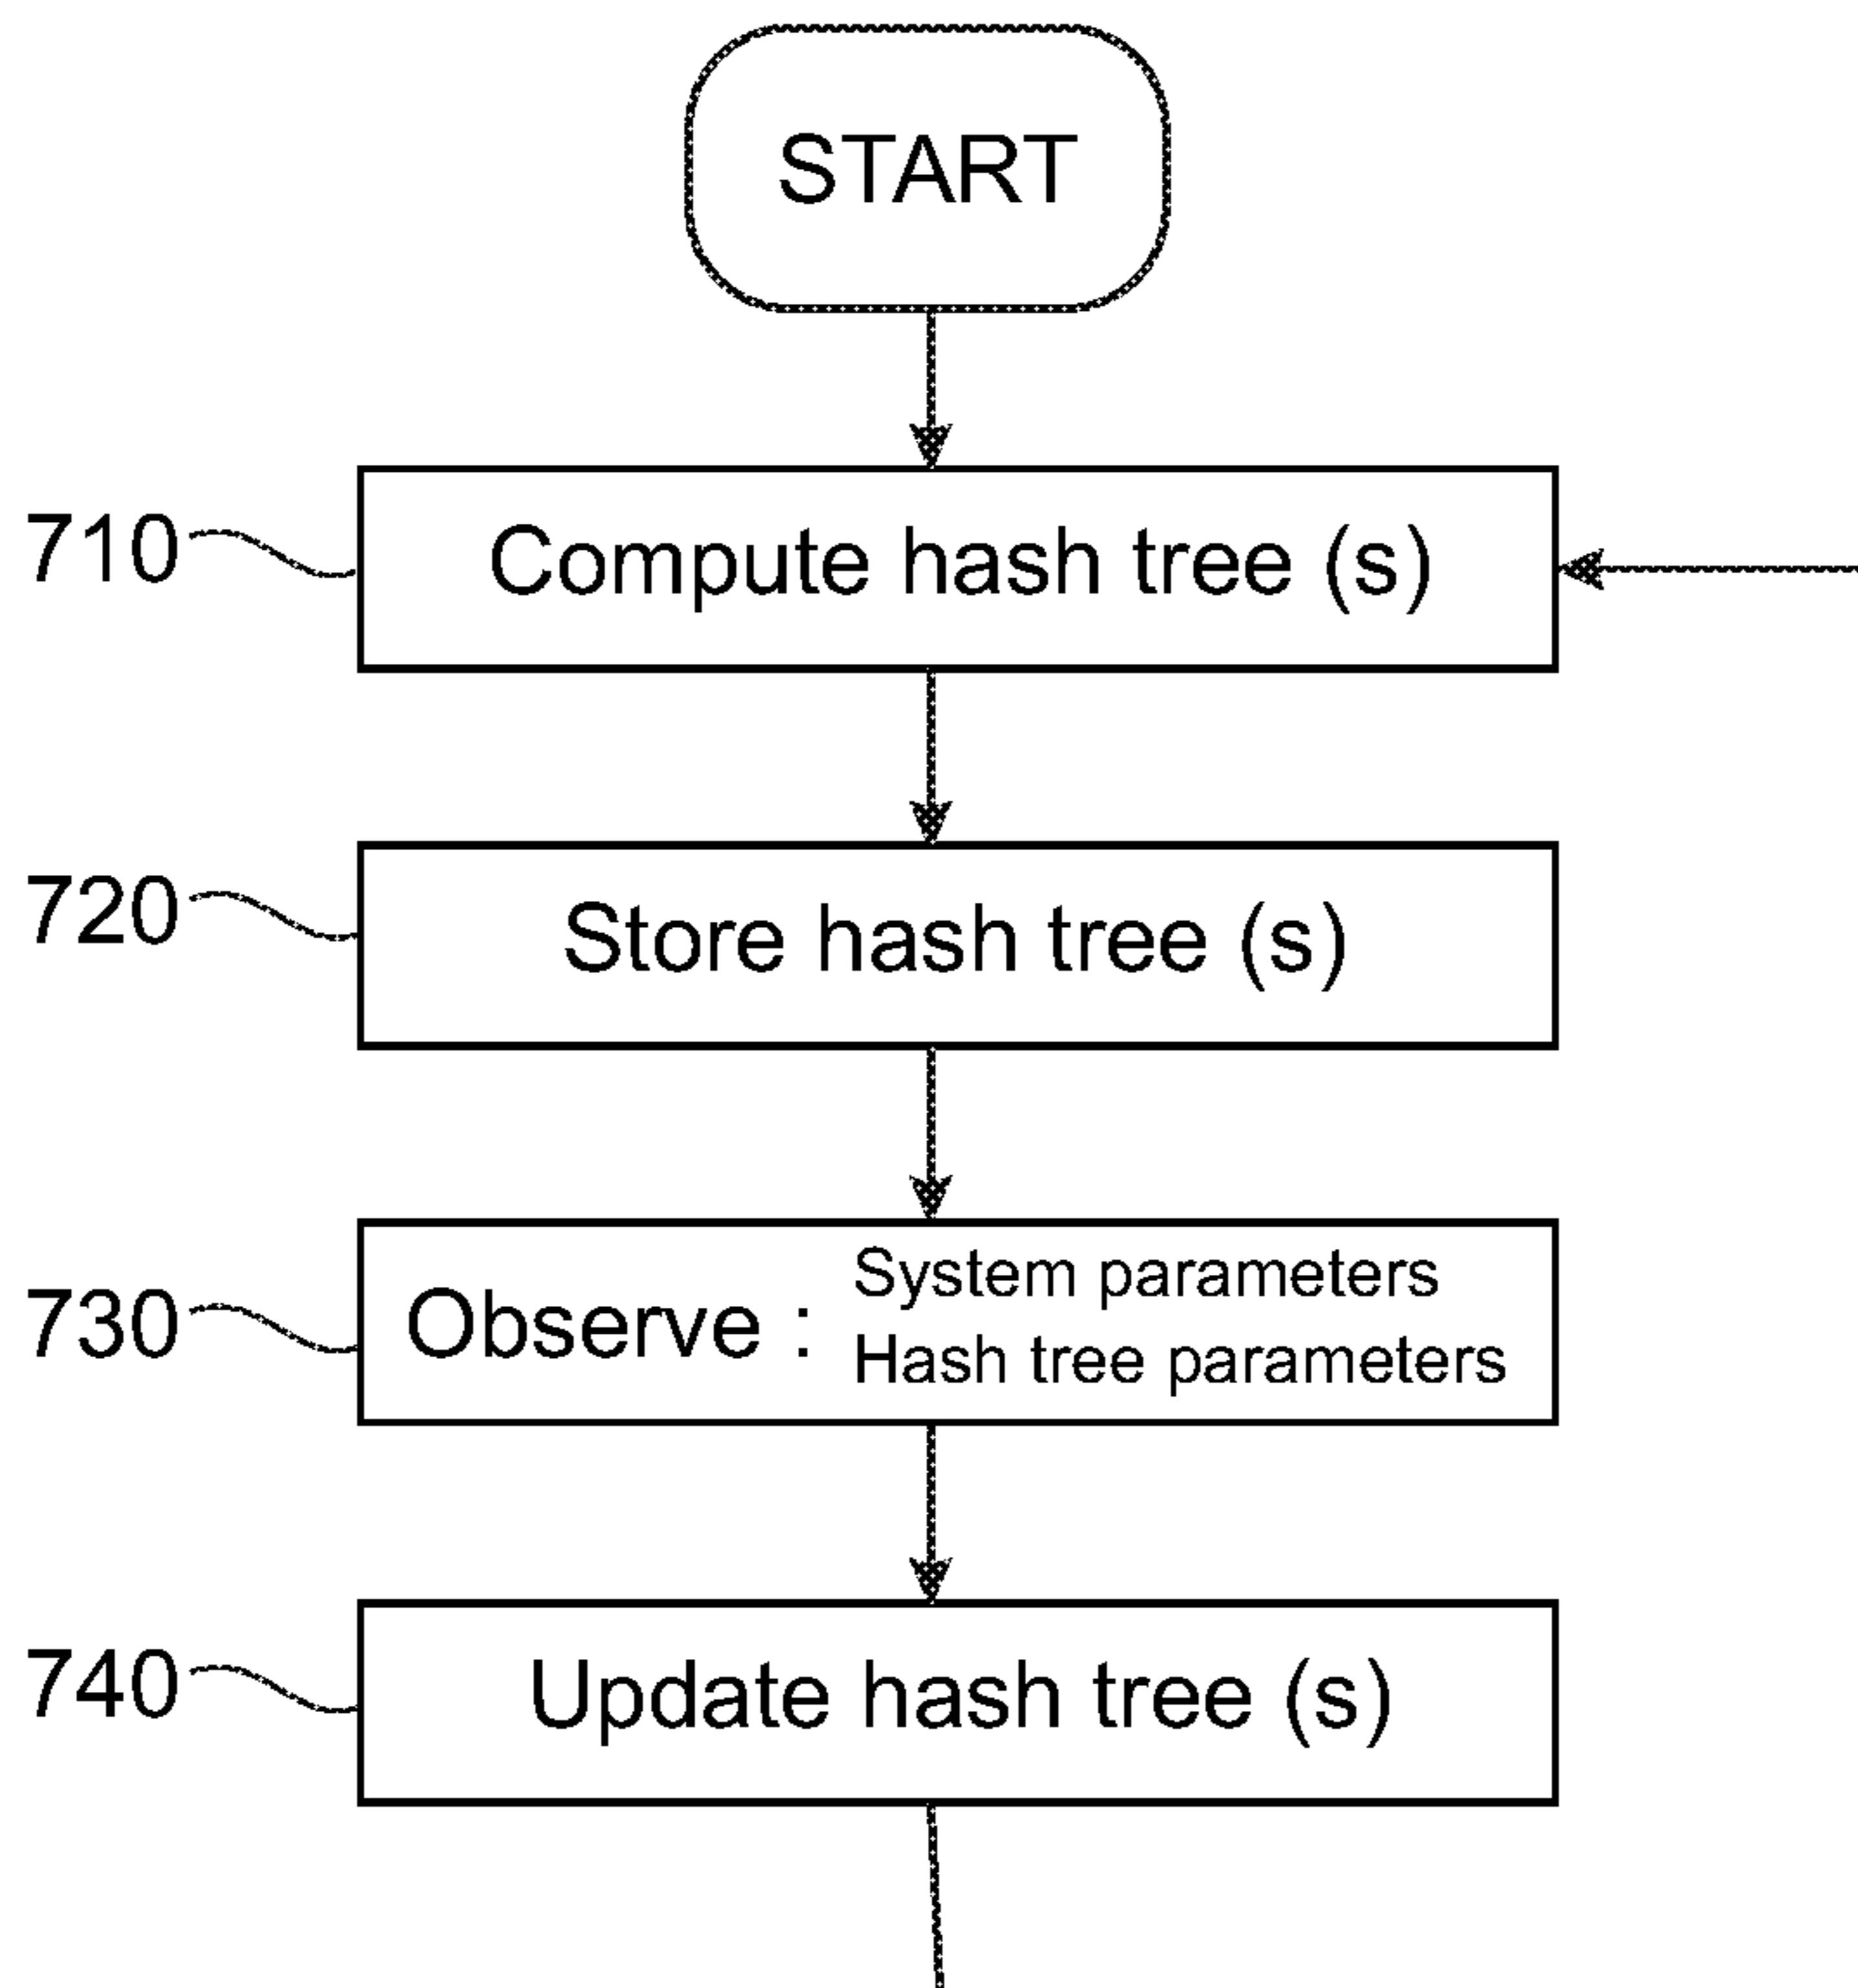 START
710
Compute hash tree (s)
720
Store hash tree (s)
730
Observe :
System parameters
Hash tree parameters
740
Update hash tree (s)